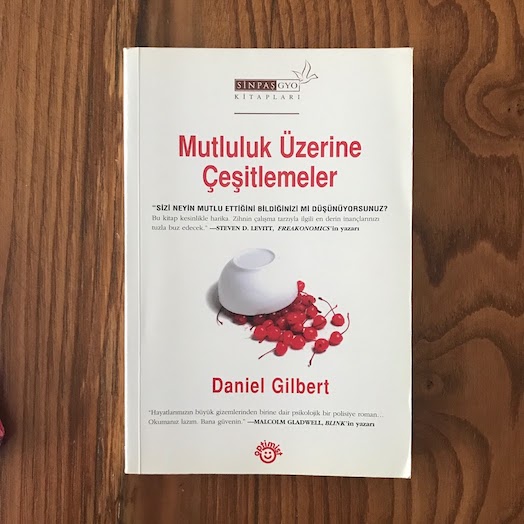 SİNPAŞ GYO
KİTAPLARI
Mutluluk Üzerine
Çeşitlemeler
"SİZİ NEYİN MUTLU ETTİĞİNİ BİLDİĞİNİZİ Mİ DÜŞÜNÜYORSUNUZ?
Bu kitap kesinlikle harika. Zihnin çalışma tarzıyla ilgili en derin inançlarınızı
tuzla buz edecek." —STEVEN D. LEVITT, FREAKONOMICS'in yazarı
Daniel Gilbert
"Hayatlarımızın büyük gizemlerinden birine dair psikolojik bir polisiye roman...
Okumanız lazım. Bana güvenin." —MALCOLM GLADWELL, BLINK'in yazarı
optimist